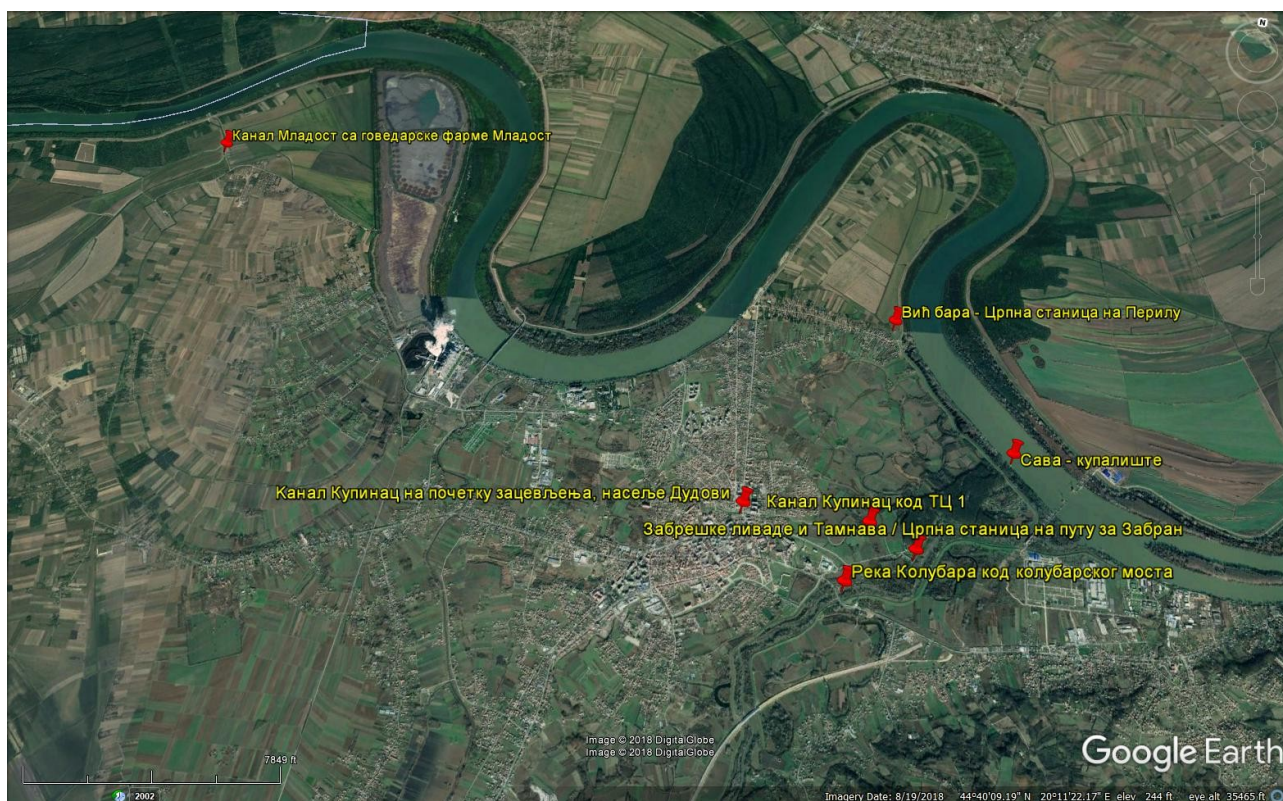 N
Канал Младост са говедарске фарме Младост
Вић бара - Црпна станица на Перилу
Сава - купалиште
Канал Купинац на почетку зацевљења, насеље Дудови
Канал Купинац код ТЦ 1
Забрешке ливаде и Тамнава / Црпна станица на путу за Забран
Река Колубара код колубарског моста
Image © 2018 DigitalGlobe
Image © 2018 DigitalGlobe
Google Earth
7849 ft
2002
Imagery Date: 8/19/2018 44°40'09.19" N 20°11'22.17" E elev 244 ft eye alt 35465 ft